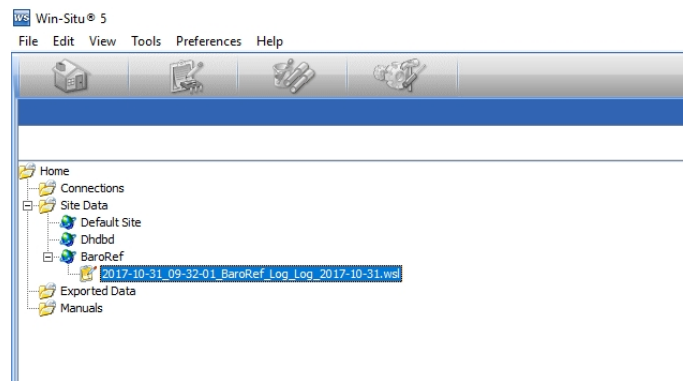 WS Win-Situ® 5
File Edit View Tools Preferences Help
Home
Connections
Site Data
Default Site
Dhdbd
BaroRef
2017-10-31_09-32-01_BaroRef_Log_Log_2017-10-31.wsl
Exported Data
Manuals